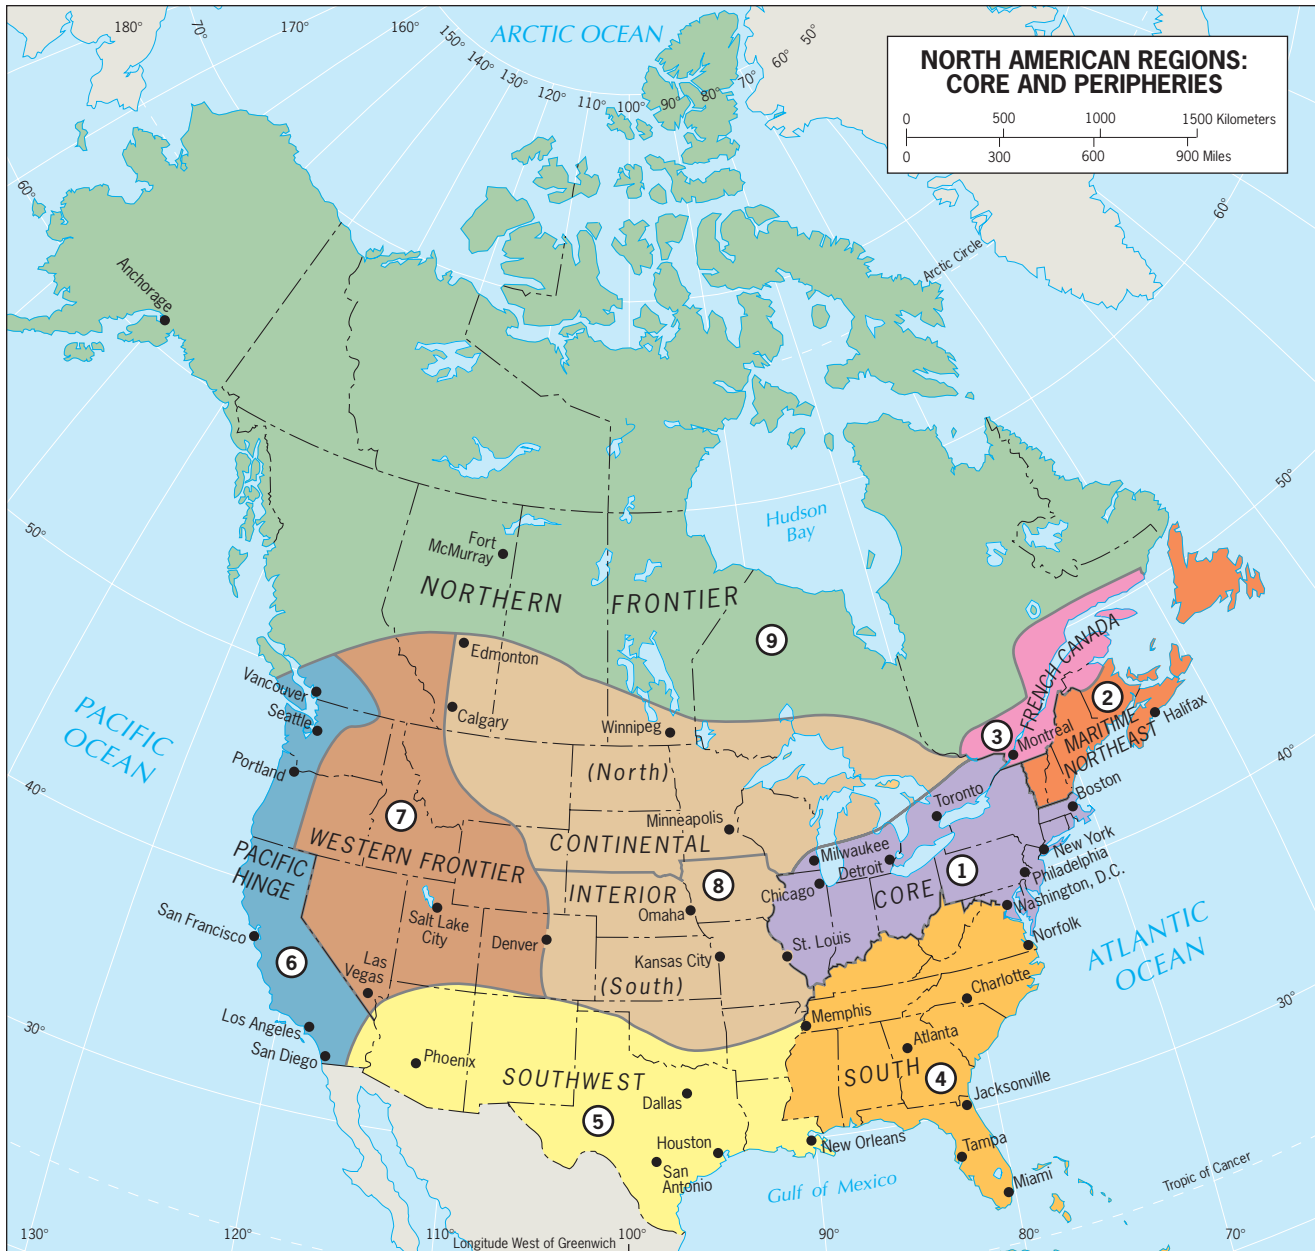 180°
70°
170°
160°
150°
140°
130°
120°
110°
100°
90°
80°
70°
60°
50°
ARCTIC OCEAN
NORTH AMERICAN REGIONS:
CORE AND PERIPHERIES
0 500 1000 1500 Kilometers
0 300 600 900 Miles
60°
60°
Arctic Circle
Anchorage
Hudson
Bay
50°
50°
Fort
McMurray
NORTHERN FRONTIER
9
Edmonton
Vancouver
Calgary
Seattle
Winnipeg
FRENCH CANADA
2
MARITIME
NORTHEAST
Halifax
3
Montreal
PACIFIC
OCEAN
40°
40°
Portland
(North)
Boston
Toronto
7
Minneapolis
WESTERN FRONTIER
CONTINENTAL
INTERIOR
8
Milwaukee
Detroit
Chicago
CORE
1
New York
Philadelphia
Washington, D.C.
PACIFIC
HINGE
Salt Lake
City
Omaha
Denver
St. Louis
Norfolk
San Francisco
Kansas City
ATLANTIC
OCEAN
6
Las
Vegas
(South)
Charlotte
30°
30°
Los Angeles
Memphis
San Diego
Atlanta
Phoenix
SOUTHWEST
SOUTH
4
Dallas
Jacksonville
5
Houston
New Orleans
Tampa
San
Antonio
Miami
Gulf of Mexico
Tropic of Cancer
130°
120°
110°
Longitude West of Greenwich
100°
90°
80°
70°